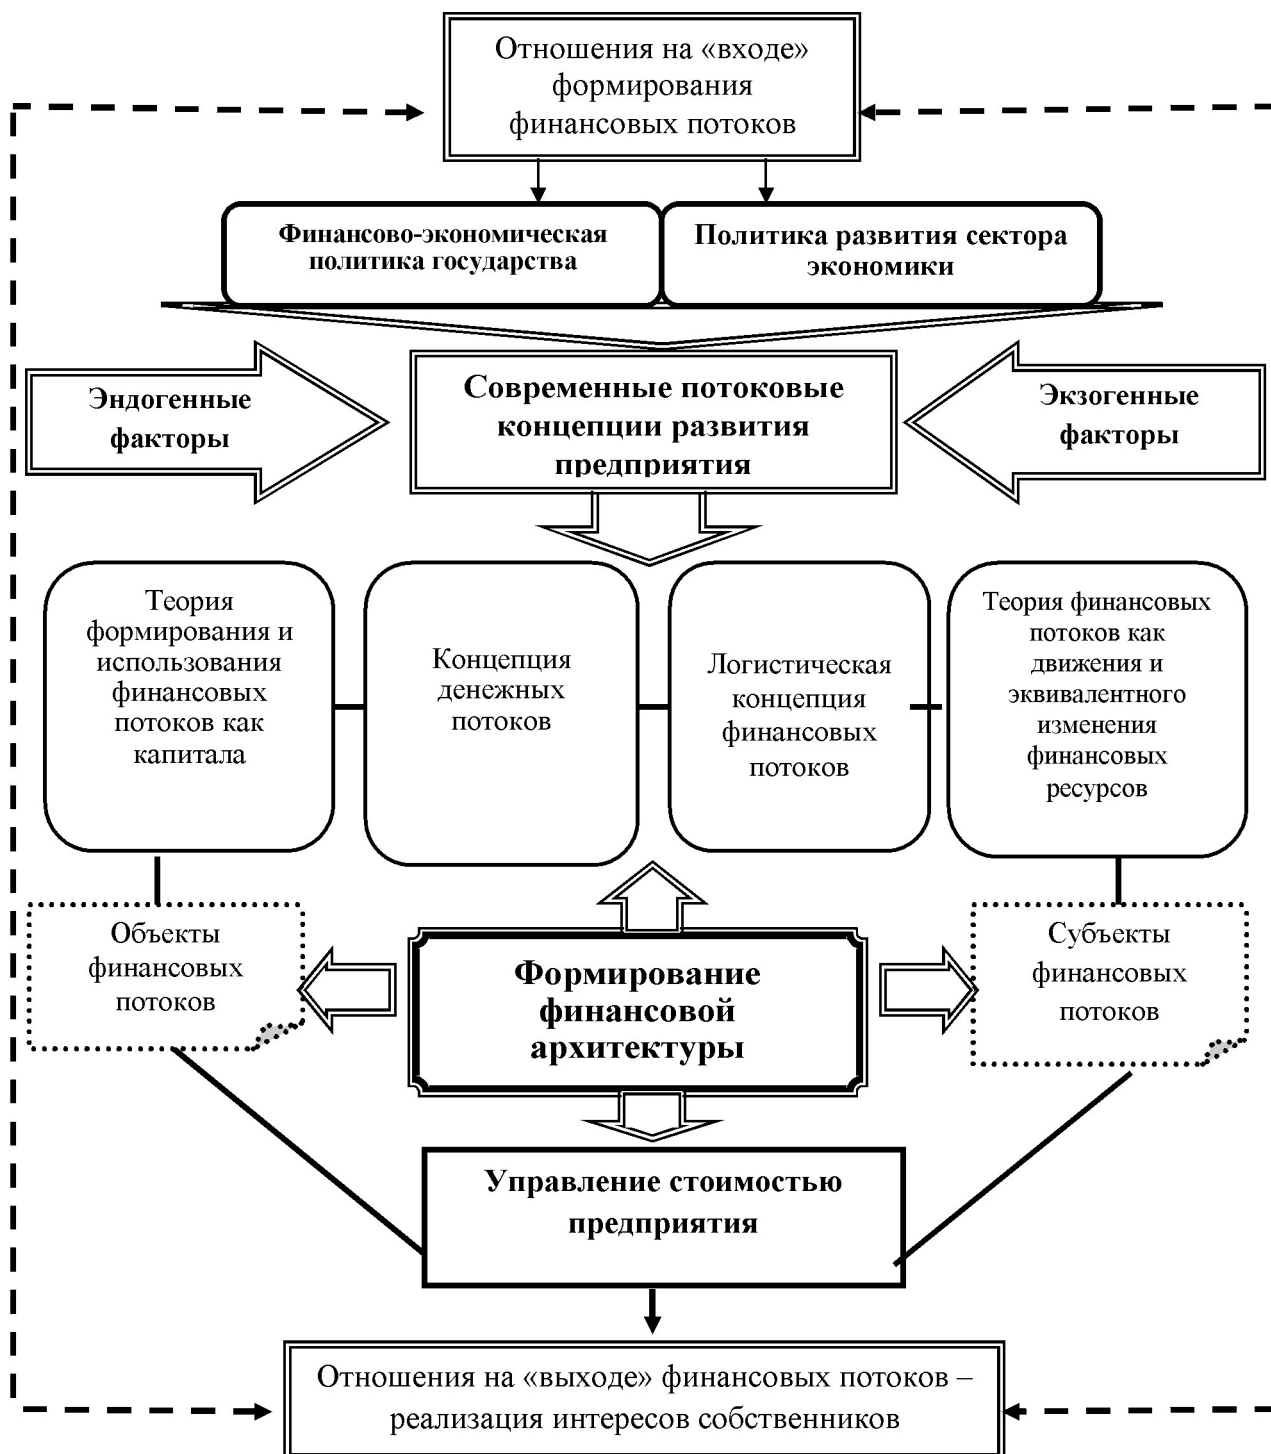 Отношения на «входе»
формирования
финансовых потоков
Финансово-экономическая
политика государства
Политика развития сектора
экономики
Эндогенные
факторы
Современные потоковые
концепции развития
предприятия
Экзогенные
факторы
Теория
формирования и
использования
финансовых
потоков как
капитала
Концепция
денежных
потоков
Логистическая
концепция
финансовых
потоков
Теория финансовых
потоков как
движения и
эквивалентного
изменения
финансовых
ресурсов
Объекты
финансовых
потоков
Формирование
финансовой
архитектуры
Субъекты
финансовых
потоков
Управление стоимостью
предприятия
Отношения на «выходе» финансовых потоков –
реализация интересов собственников